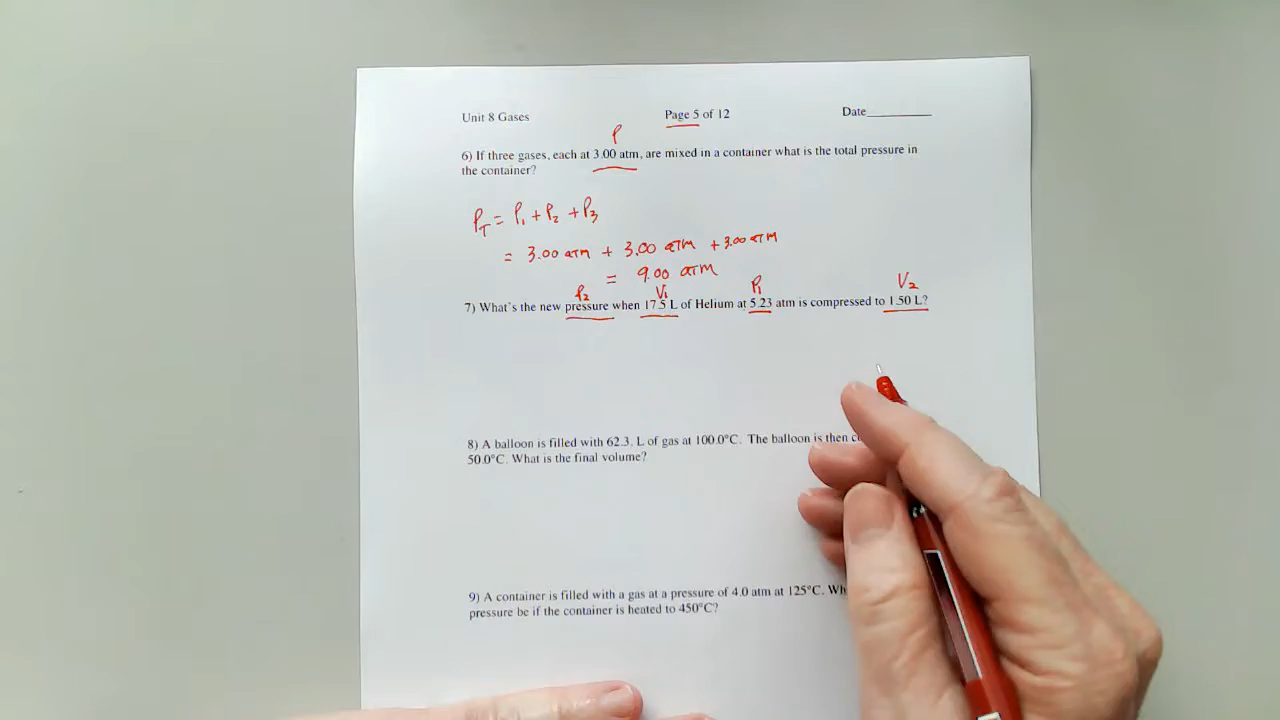 Unit 8 Gases Page 5 of 12 Date_________
P
6) If three gases, each at 3.00 atm, are mixed in a container what is the total pressure in
the container?
P_T = P₁ + P₂ + P₃
= 3.00 atm + 3.00 atm + 3.00 atm
= 9.00 atm
P₂ V₁ P₁ V₂
7) What's the new pressure when 17.5 L of Helium at 5.23 atm is compressed to 1.50 L?
8) A balloon is filled with 62.3. L of gas at 100.0°C. The balloon is then
50.0°C. What is the final volume?
9) A container is filled with a gas at a pressure of 4.0 atm at 125°C.
pressure be if the container is heated to 450°C?